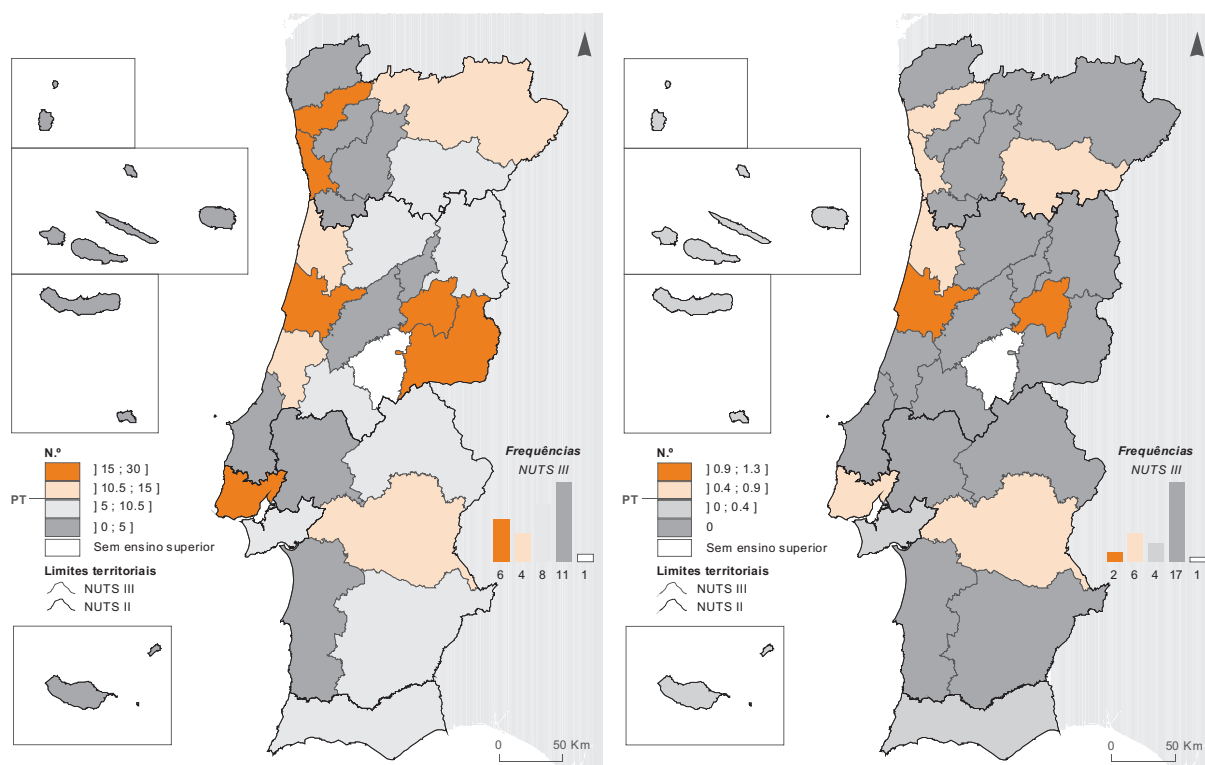 N.º
] 15 ; 30 ]
] 10.5 ; 15 ]
PT
] 5 ; 10.5 ]
] 0 ; 5 ]
Sem ensino superior
Limites territoriais
NUTS III
NUTS II
Frequências
NUTS III
6 4 8 11 1
0 50 Km
N.º
] 0.9 ; 1.3 ]
] 0.4 ; 0.9 ]
PT
] 0 ; 0.4 ]
0
Sem ensino superior
Limites territoriais
NUTS III
NUTS II
Frequências
NUTS III
2 6 4 17 1
0 50 Km